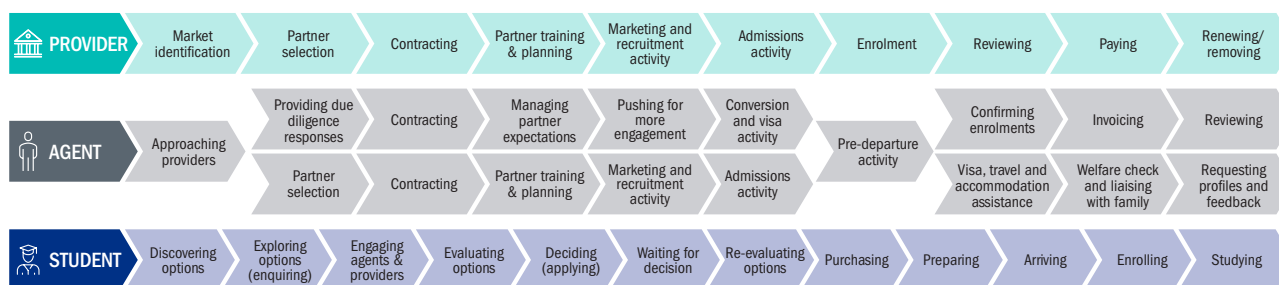 PROVIDER
Market
identification
Partner
selection
Contracting
Partner training
& planning
Marketing and
recruitment
activity
Admissions
activity
Enrolment
Reviewing
Paying
Renewing/
removing
AGENT
Approaching
providers
Providing due
diligence
responses
Contracting
Managing
partner
expectations
Pushing for
more
engagement
Conversion
and visa
activity
Partner
selection
Contracting
Partner training
& planning
Marketing and
recruitment
activity
Admissions
activity
Pre-departure
activity
Confirming
enrolments
Invoicing
Reviewing
Visa, travel and
accommodation
assistance
Welfare check
and liaising
with family
Requesting
profiles and
feedback
STUDENT
Discovering
options
Exploring
options
(enquiring)
Engaging
agents &
providers
Evaluating
options
Deciding
(applying)
Waiting for
decision
Re-evaluating
options
Purchasing
Preparing
Arriving
Enrolling
Studying